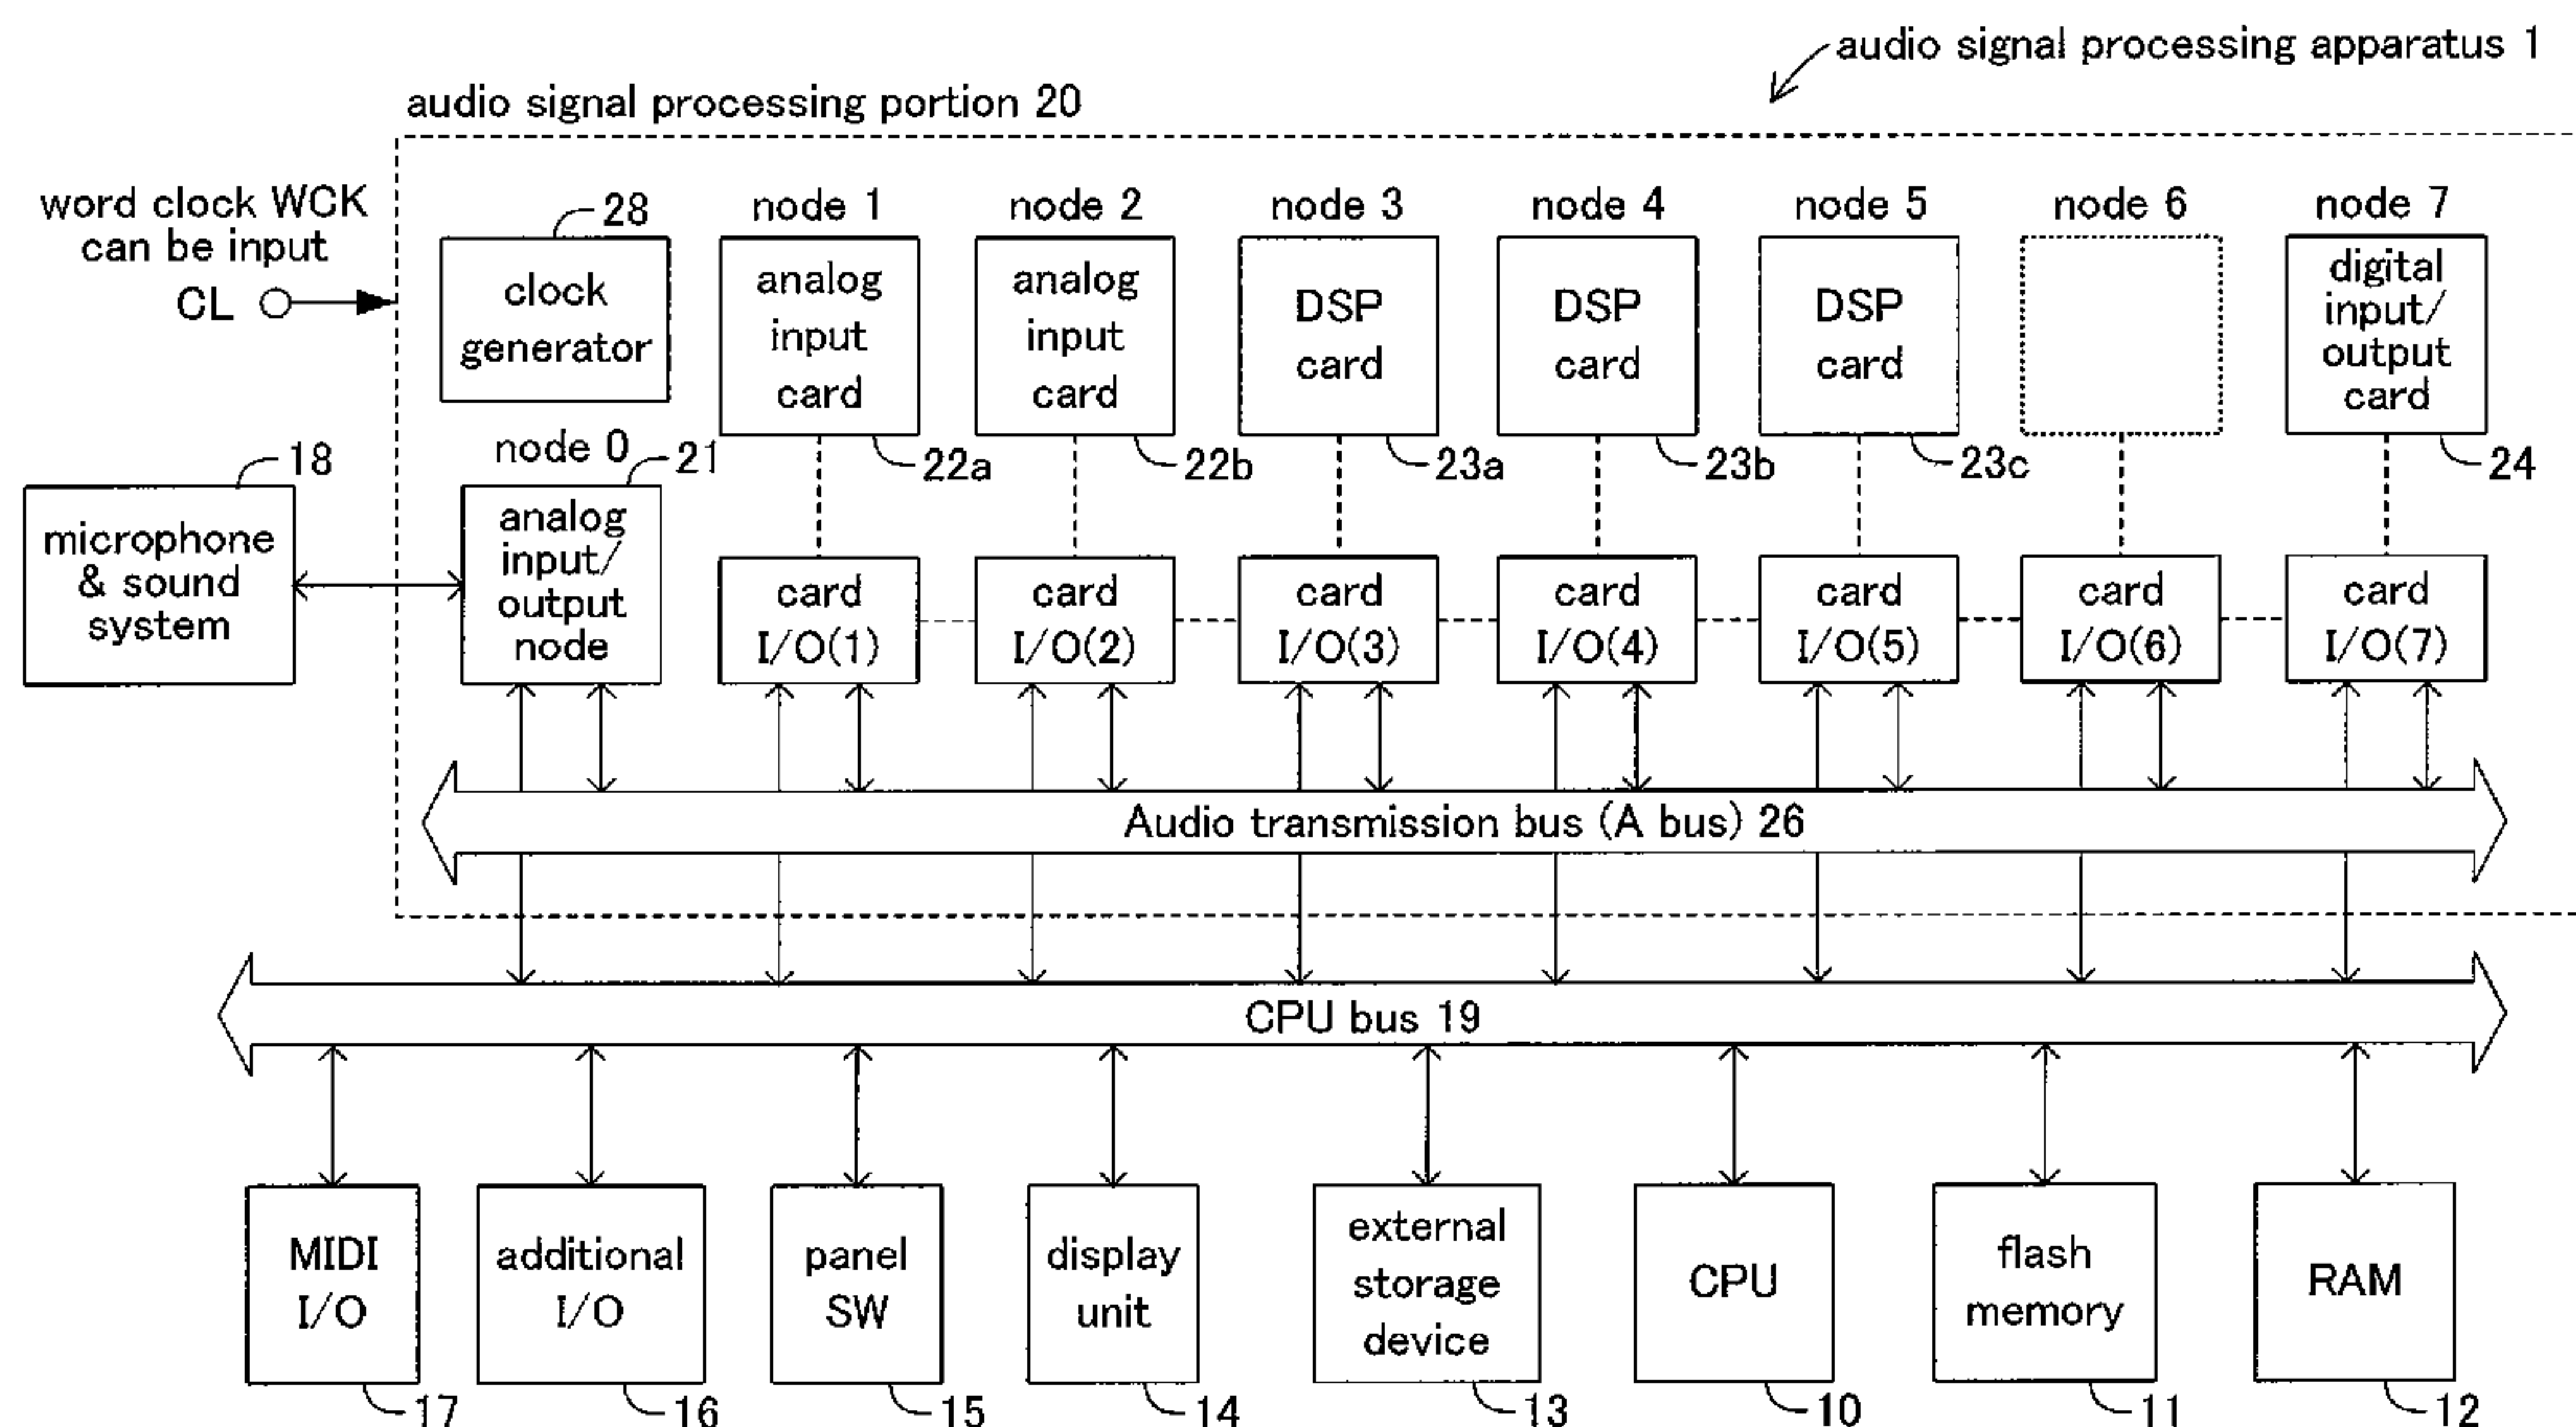 audio signal processing apparatus 1
audio signal processing portion 20
word clock WCK
can be input
CL
28
clock
generator
node 1
analog
input
card
22a
node 2
analog
input
card
22b
node 3
DSP
card
23a
node 4
DSP
card
23b
node 5
DSP
card
23c
node 6
node 7
digital
input/
output
card
24
18
microphone
& sound
system
node 0
21
analog
input/
output
node
card
I/O(1)
card
I/O(2)
card
I/O(3)
card
I/O(4)
card
I/O(5)
card
I/O(6)
card
I/O(7)
Audio transmission bus (A bus) 26
CPU bus 19
MIDI
I/O
17
additional
I/O
16
panel
SW
15
display
unit
14
external
storage
device
13
CPU
10
flash
memory
11
RAM
12